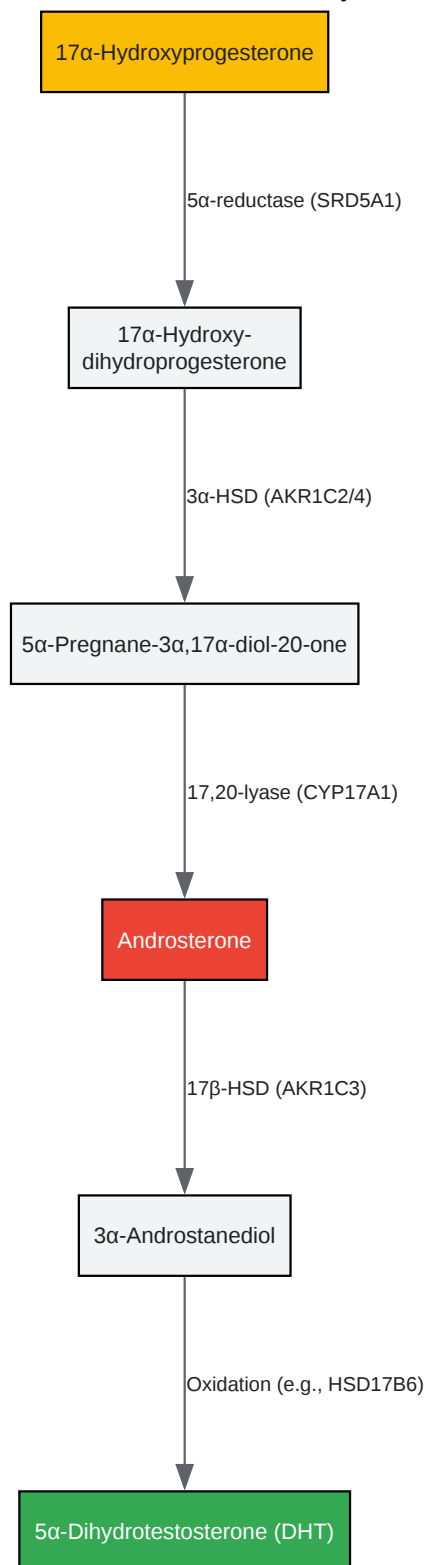 17α-Hydroxyprogesterone
5α-reductase (SRD5A1)
17α-Hydroxy-
dihydroprogesterone
3α-HSD (AKR1C2/4)
5α-Pregnane-3α,17α-diol-20-one
17,20-lyase (CYP17A1)
Androsterone
17β-HSD (AKR1C3)
3α-Androstanediol
Oxidation (e.g., HSD17B6)
5α-Dihydrotestosterone (DHT)